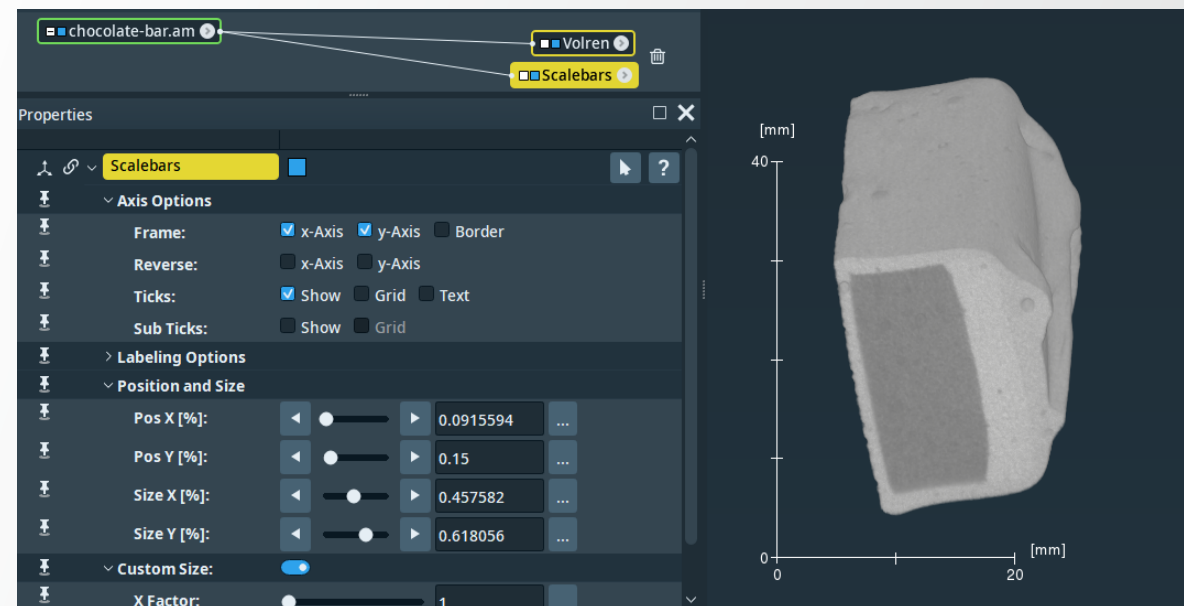 chocolate-bar.am
Volren
Scalebars
Properties
Scalebars ?
Axis Options
Frame: x-Axis y-Axis Border
Reverse: x-Axis y-Axis
Ticks: Show Grid Text
Sub Ticks: Show Grid
Labeling Options
Position and Size
Pos X [%]: 0.0915594 ...
Pos Y [%]: 0.15 ...
Size X [%]: 0.457582 ...
Size Y [%]: 0.618056 ...
Custom Size:
X Factor: 1
[mm]
40
0
[mm]
0 20